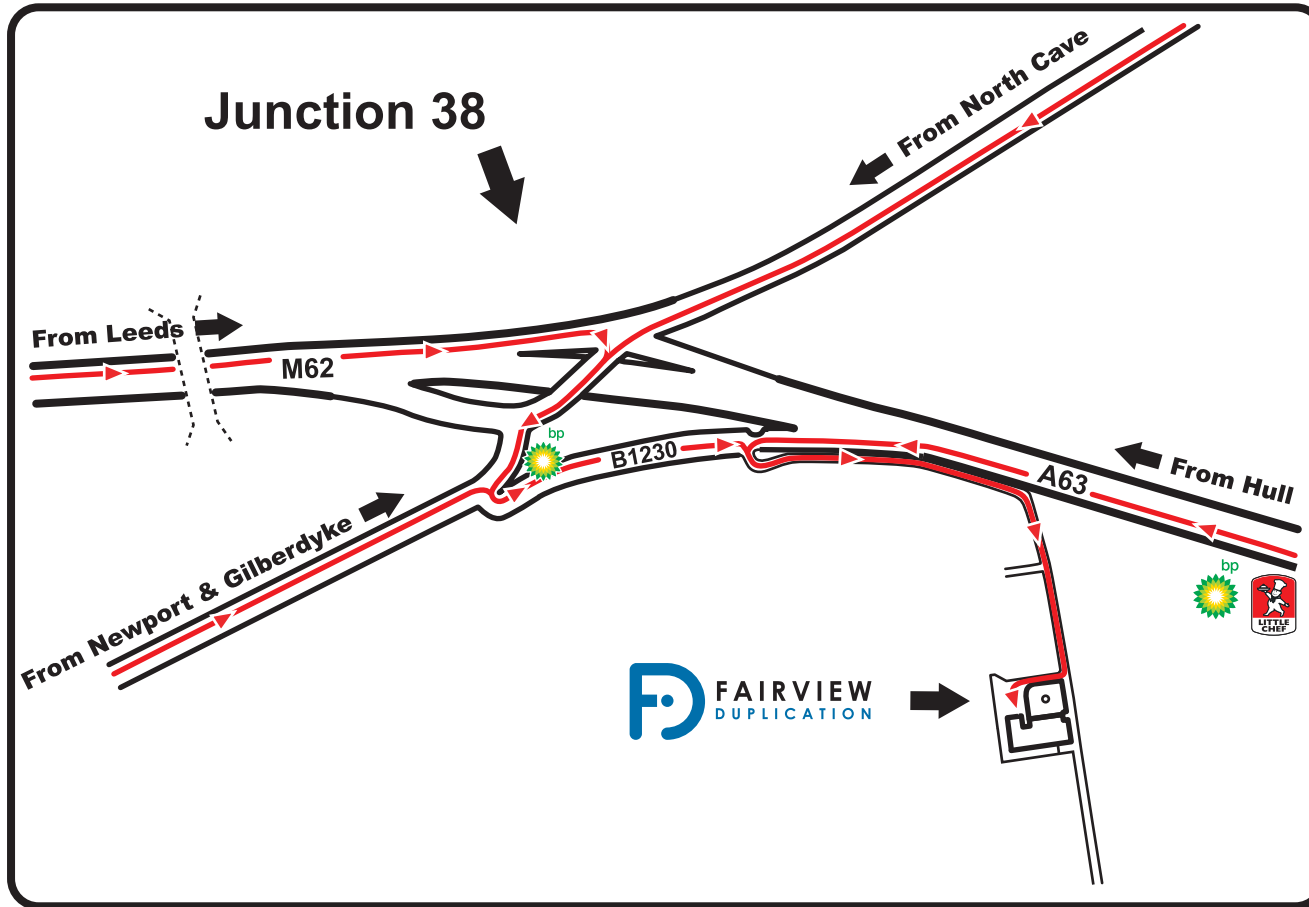 Junction 38
From North Cave
From Leeds
M62
bp
B1230
A63
From Hull
From Newport & Gilberdyke
bp
LITTLE
CHEF
FAIRVIEW
DUPLICATION